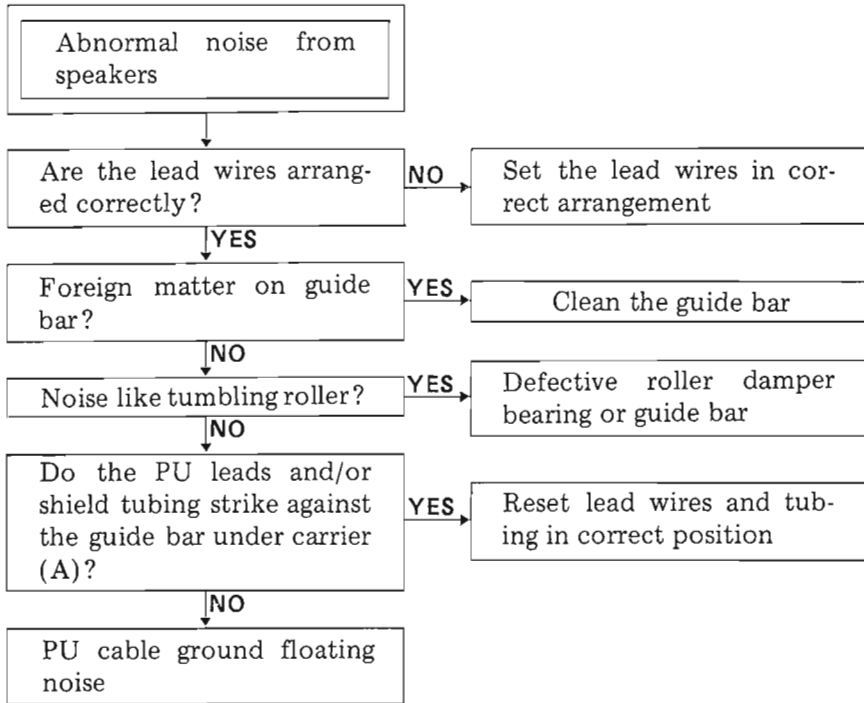 Abnormal noise from
speakers
Are the lead wires arrang-
ed correctly?
NO
Set the lead wires in cor-
rect arrangement
YES
Foreign matter on guide
bar?
YES
Clean the guide bar
NO
Noise like tumbling roller?
YES
Defective roller damper
bearing or guide bar
NO
Do the PU leads and/or
shield tubing strike against
the guide bar under carrier
(A)?
YES
Reset lead wires and tub-
ing in correct position
NO
PU cable ground floating
noise